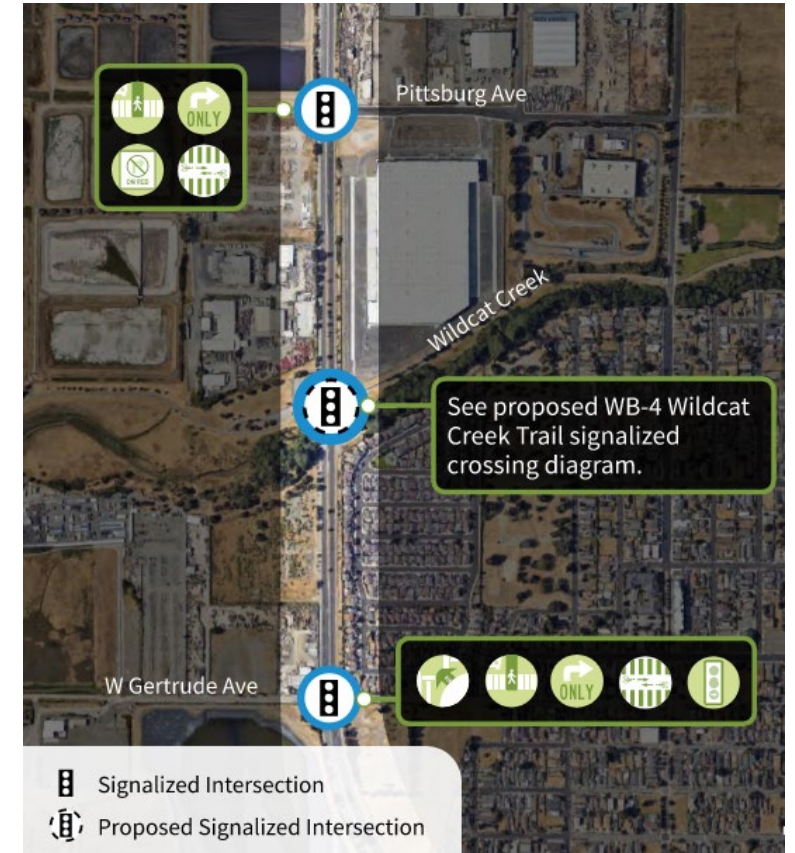 Pittsburg Ave
ONLY
ON RED
Wildcat Creek
See proposed WB-4 Wildcat
Creek Trail signalized
crossing diagram.
W Gertrude Ave
ONLY
Signalized Intersection
Proposed Signalized Intersection